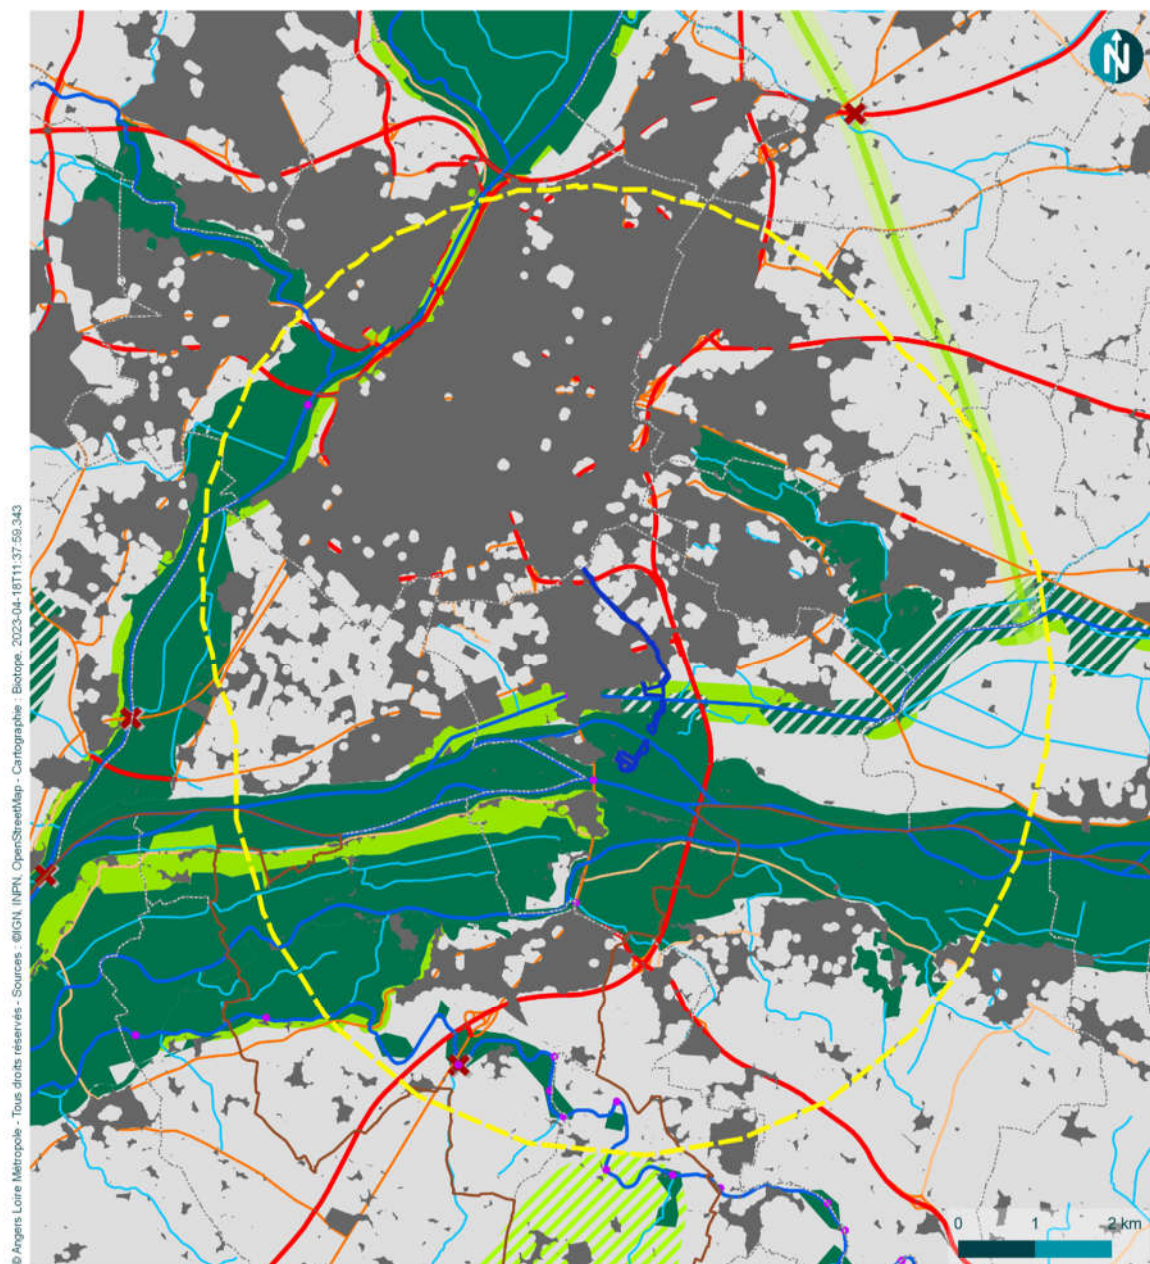 N
© Angers Loire Métropole - Tous droits réservés - Sources : ©IGN, INPN, OpenStreetMap - Cartographie : Biotope, 2023-04-18T11:37:59.343
0 1 2 km